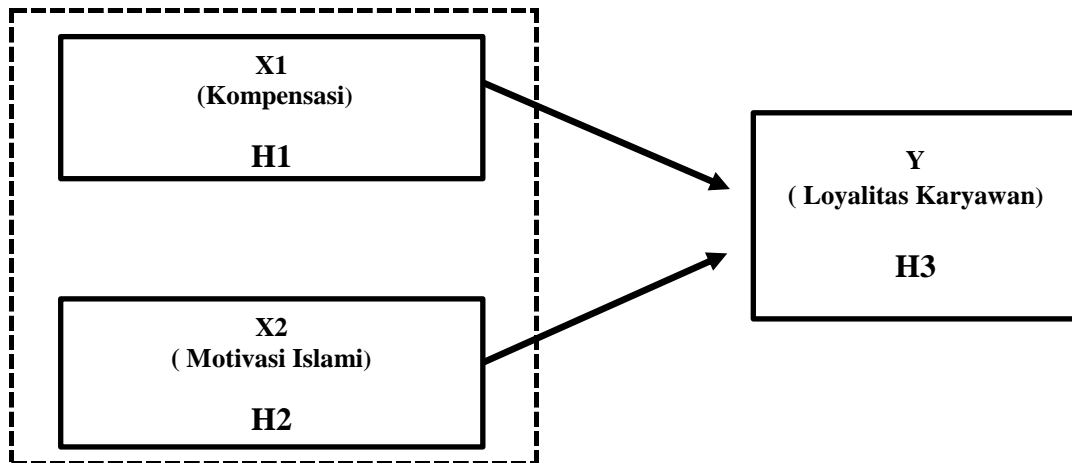 X1
(Kompensasi)
H1
X2
( Motivasi Islami)
H2
Y
( Loyalitas Karyawan)
H3